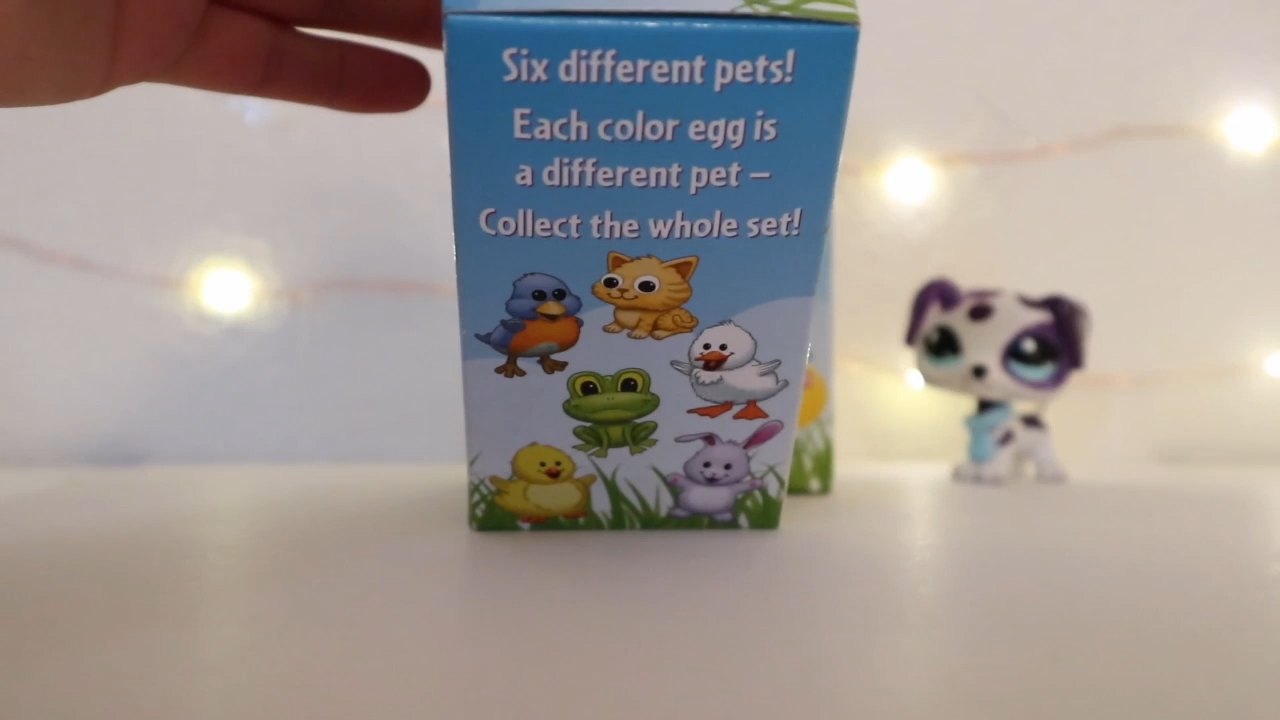 Six different pets!
Each color egg is
a different pet –
Collect the whole set!